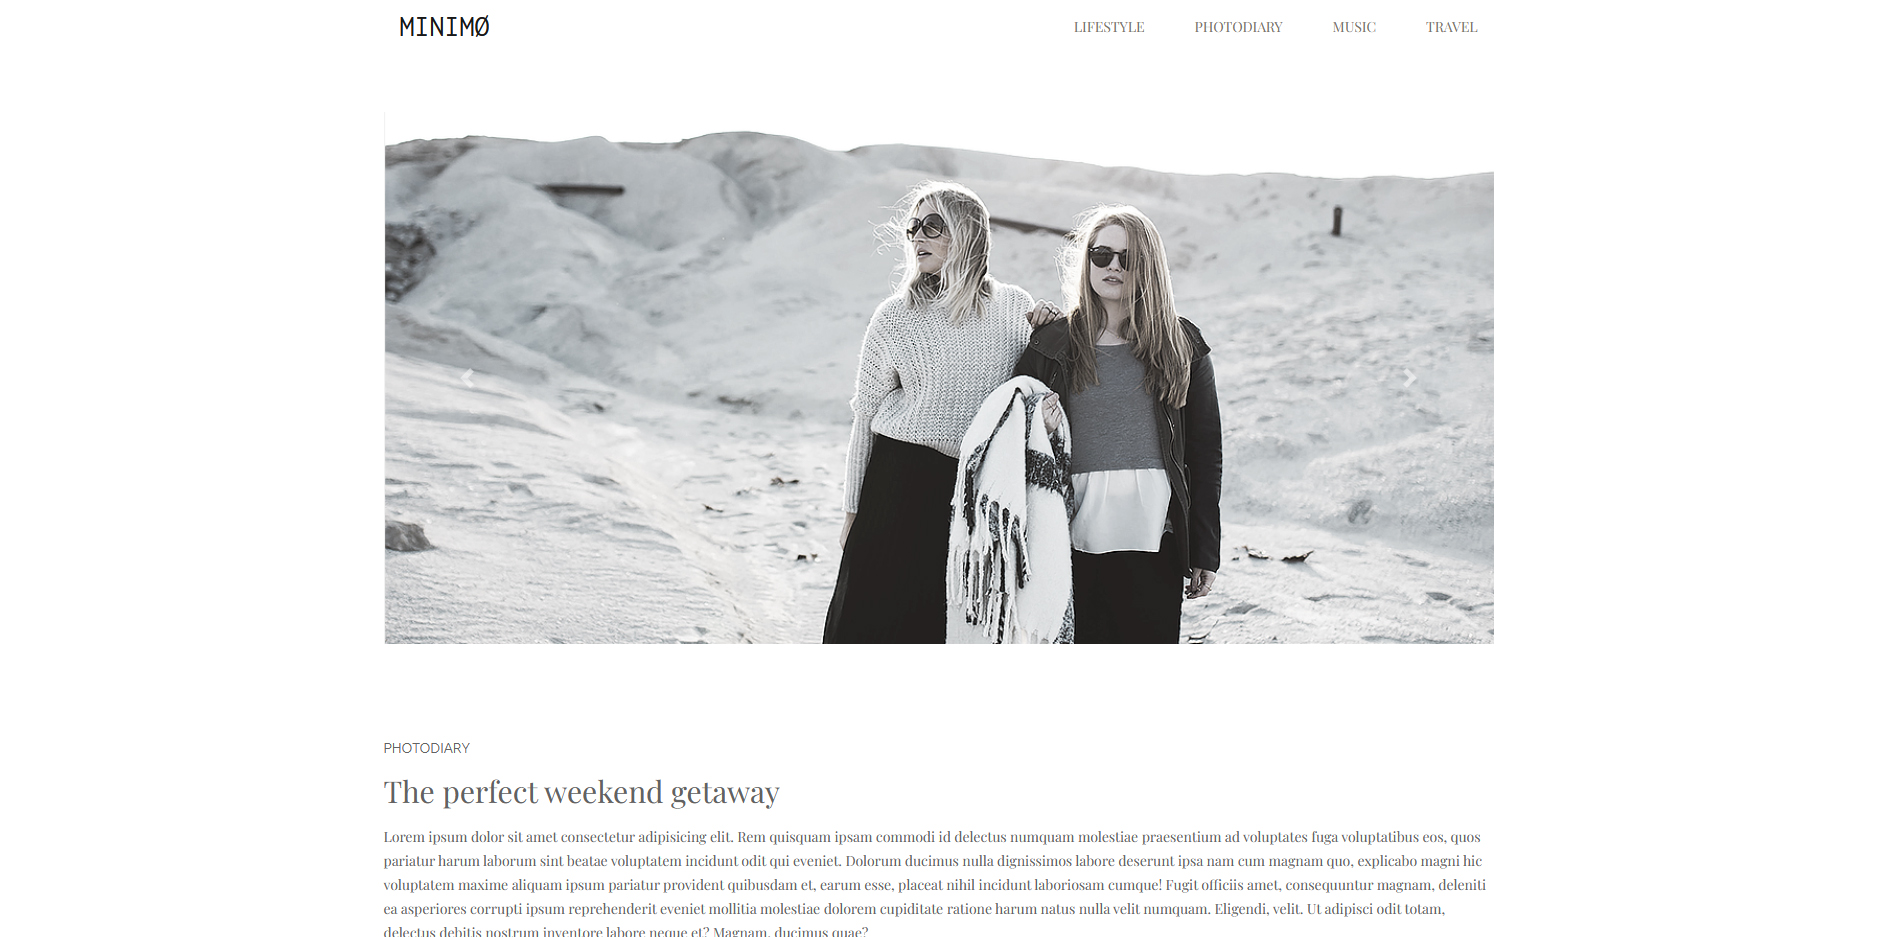 MINIMØ
LIFESTYLE PHOTODIARY MUSIC TRAVEL
PHOTODIARY
The perfect weekend getaway
Lorem ipsum dolor sit amet consectetur adipisicing elit. Rem quisquam ipsam commodi id delectus numquam molestiae praesentium ad voluptates fuga voluptatibus eos, quos
pariatur harum laborum sint beatae voluptatem incidunt odit qui eveniet. Dolorum ducimus nulla dignissimos labore deserunt ipsa nam cum magnam quo, explicabo magni hic
voluptatem maxime aliquam ipsum pariatur provident quibusdam et, earum esse, placeat nihil incidunt laboriosam cumque! Fugit officiis amet, consequuntur magnam, deleniti
ea asperiores corrupti ipsum reprehenderit eveniet mollitia molestiae dolorem cupiditate ratione harum natus nulla velit numquam. Eligendi, velit. Ut adipisci odit totam,
delectus debitis nostrum inventore labore neque et? Magnam, ducimus quae?